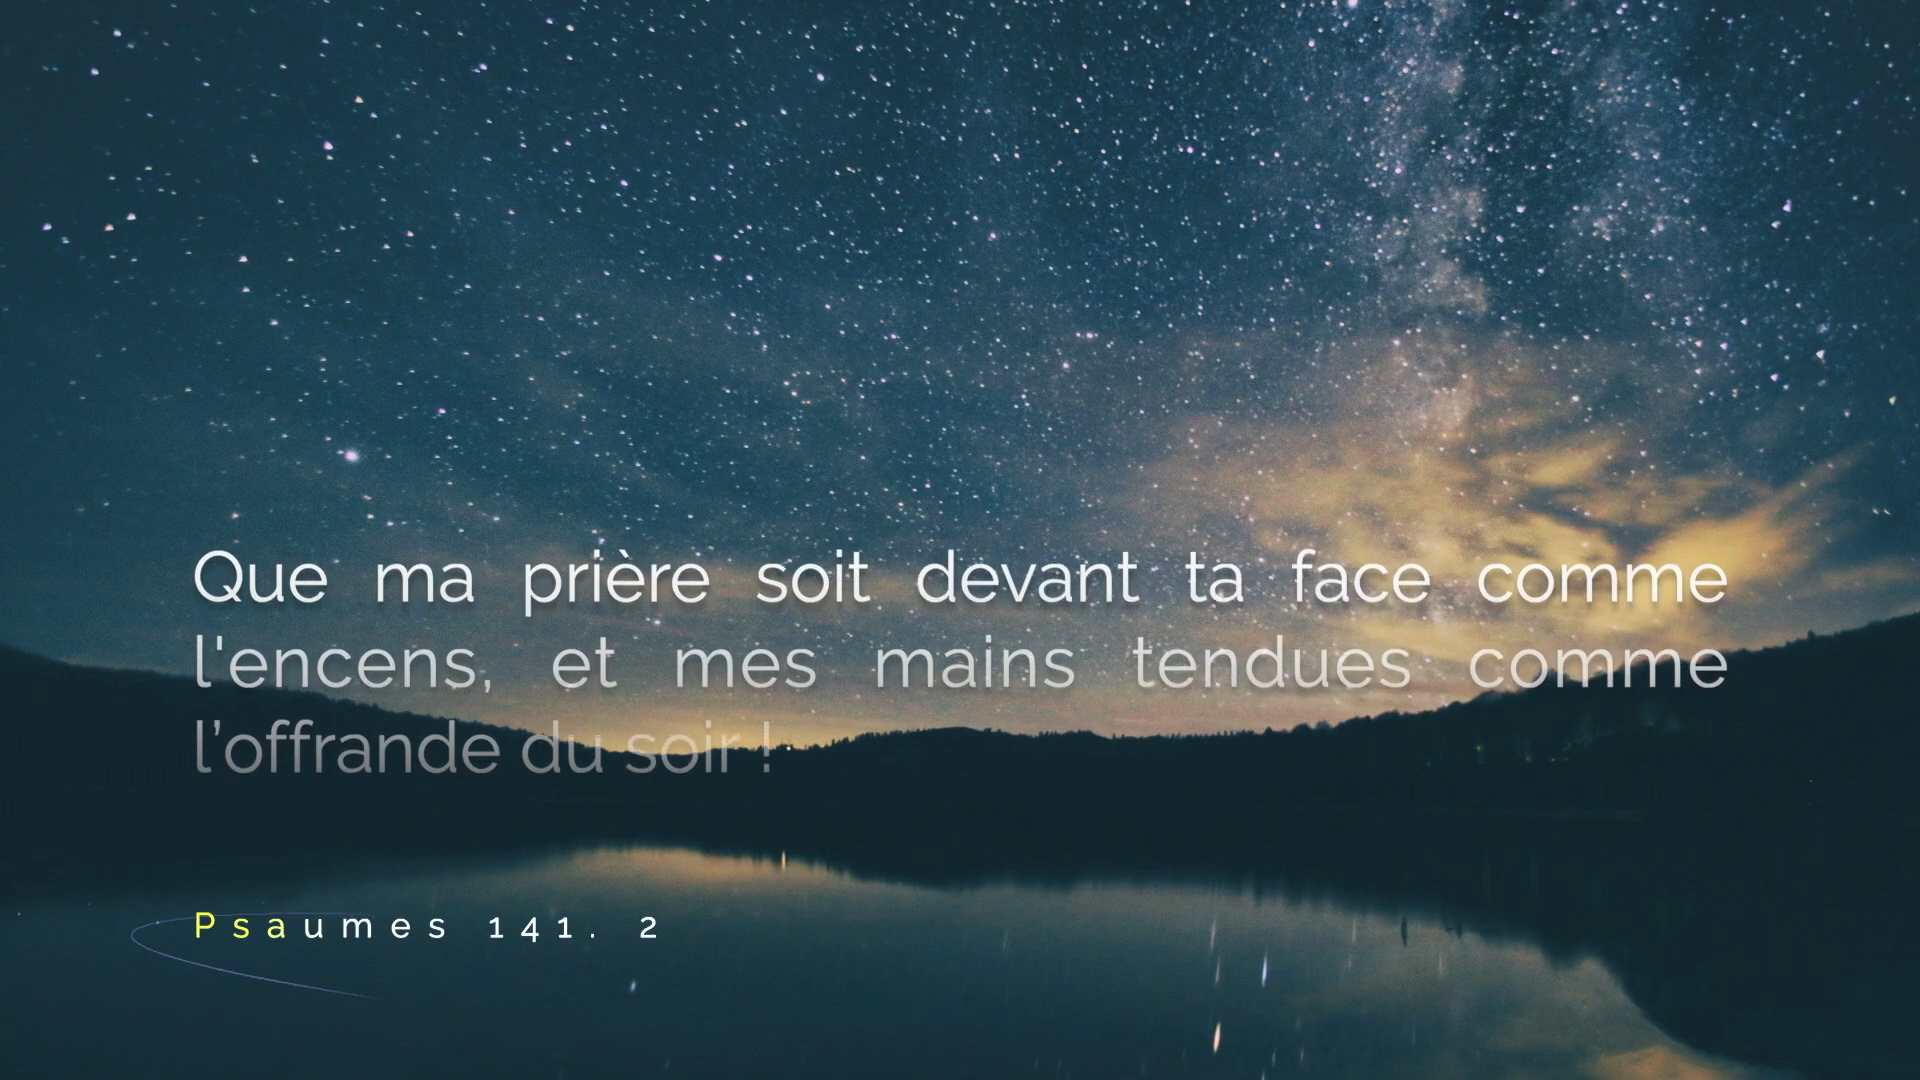 Que ma prière soit devant ta face comme
l'encens, et mes mains tendues comme
l’offrande du soir !
Psaumes 141. 2